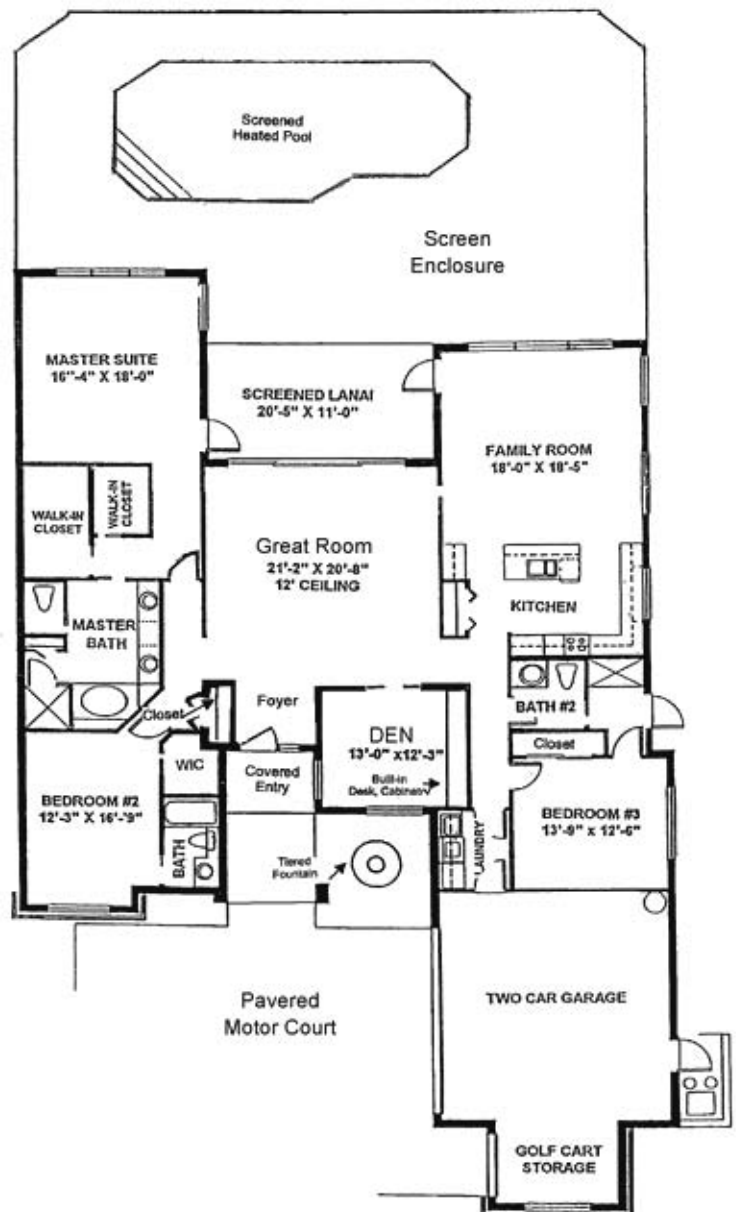 Screened
Heated Pool
Screen
Enclosure
MASTER SUITE
16'-4" X 18'-0"
SCREENED LANAI
20'-5" X 11'-0"
FAMILY ROOM
18'-0" X 18'-5"
WALK-IN
CLOSET
WALK-IN
CLOSET
Great Room
21'-2" X 20'-8"
12' CEILING
KITCHEN
MASTER
BATH
Closet
Foyer
DEN
13'-0" x12'-3"
Built-in
Desk, Cabinet
BATH #2
Closet
WIC
Covered
Entry
BEDROOM #2
12'-3" X 16'-'9"
BEDROOM #3
13'-9" x 12'-6"
BATH
Tiered
Fountain
LAUNDRY
Pavered
Motor Court
TWO CAR GARAGE
GOLF CART
STORAGE